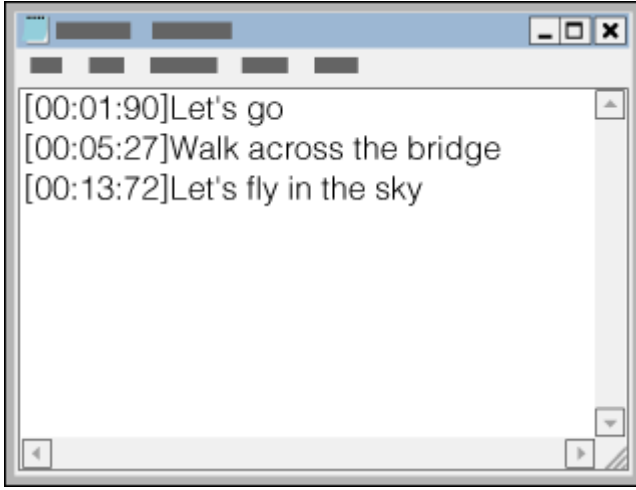 [00:01:90]Let's go
[00:05:27]Walk across the bridge
[00:13:72]Let's fly in the sky